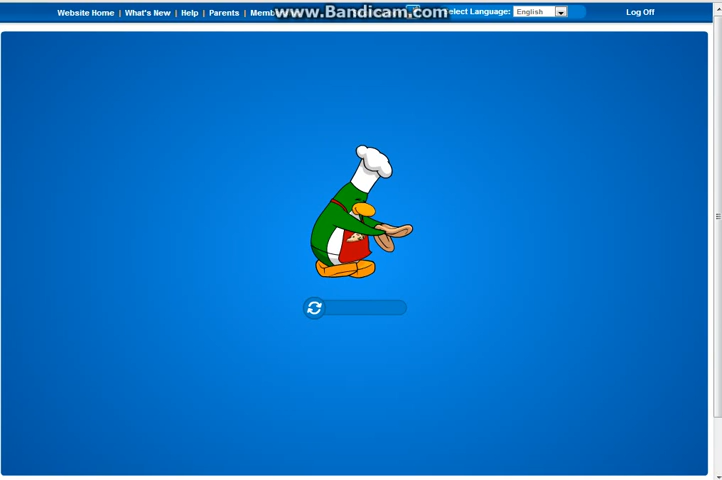 Website Home | What's New | Help | Parents | Memb
www.Bandicam.com
elect Language: English
Log Off